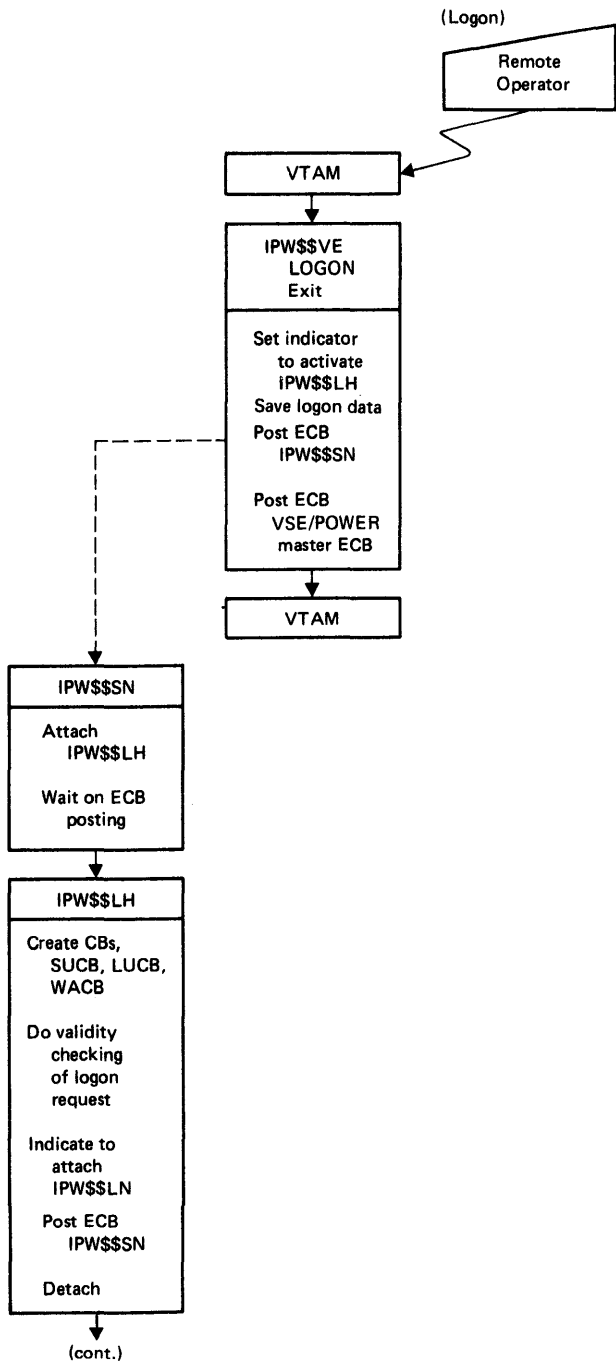 (Logon)
Remote
Operator
VTAM
IPW$$VE
LOGON
Exit
Set indicator
to activate
IPW$$LH
Save logon data
Post ECB
IPW$$SN
Post ECB
VSE/POWER
master ECB
VTAM
IPW$$SN
Attach
IPW$$LH
Wait on ECB
posting
IPW$$LH
Create CBs,
SUCB, LUCB,
WACB
Do validity
checking
of logon
request
Indicate to
attach
IPW$$LN
Post ECB
IPW$$SN
Detach
(cont.)